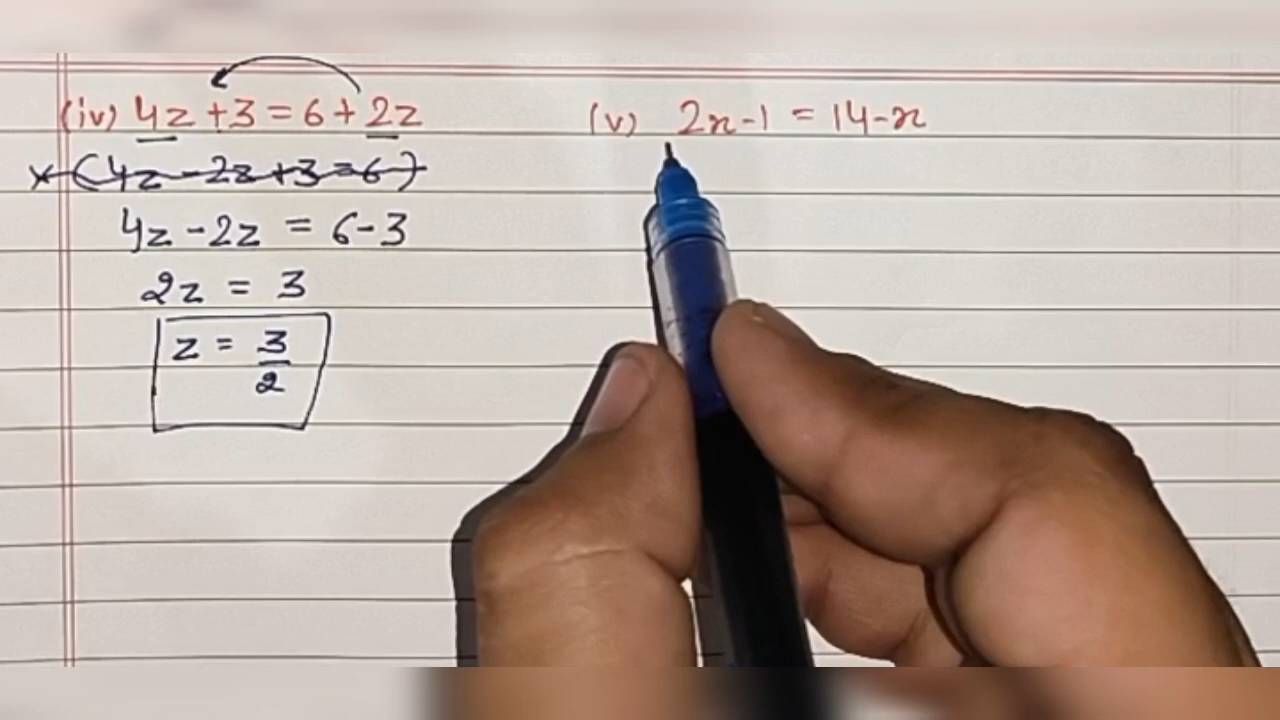 (iv) 4z + 3 = 6 + 2z
× (4z - 2z + 3 = 6)
4z - 2z = 6 - 3
2z = 3
z = 3/2
(v) 2x - 1 = 14 - x